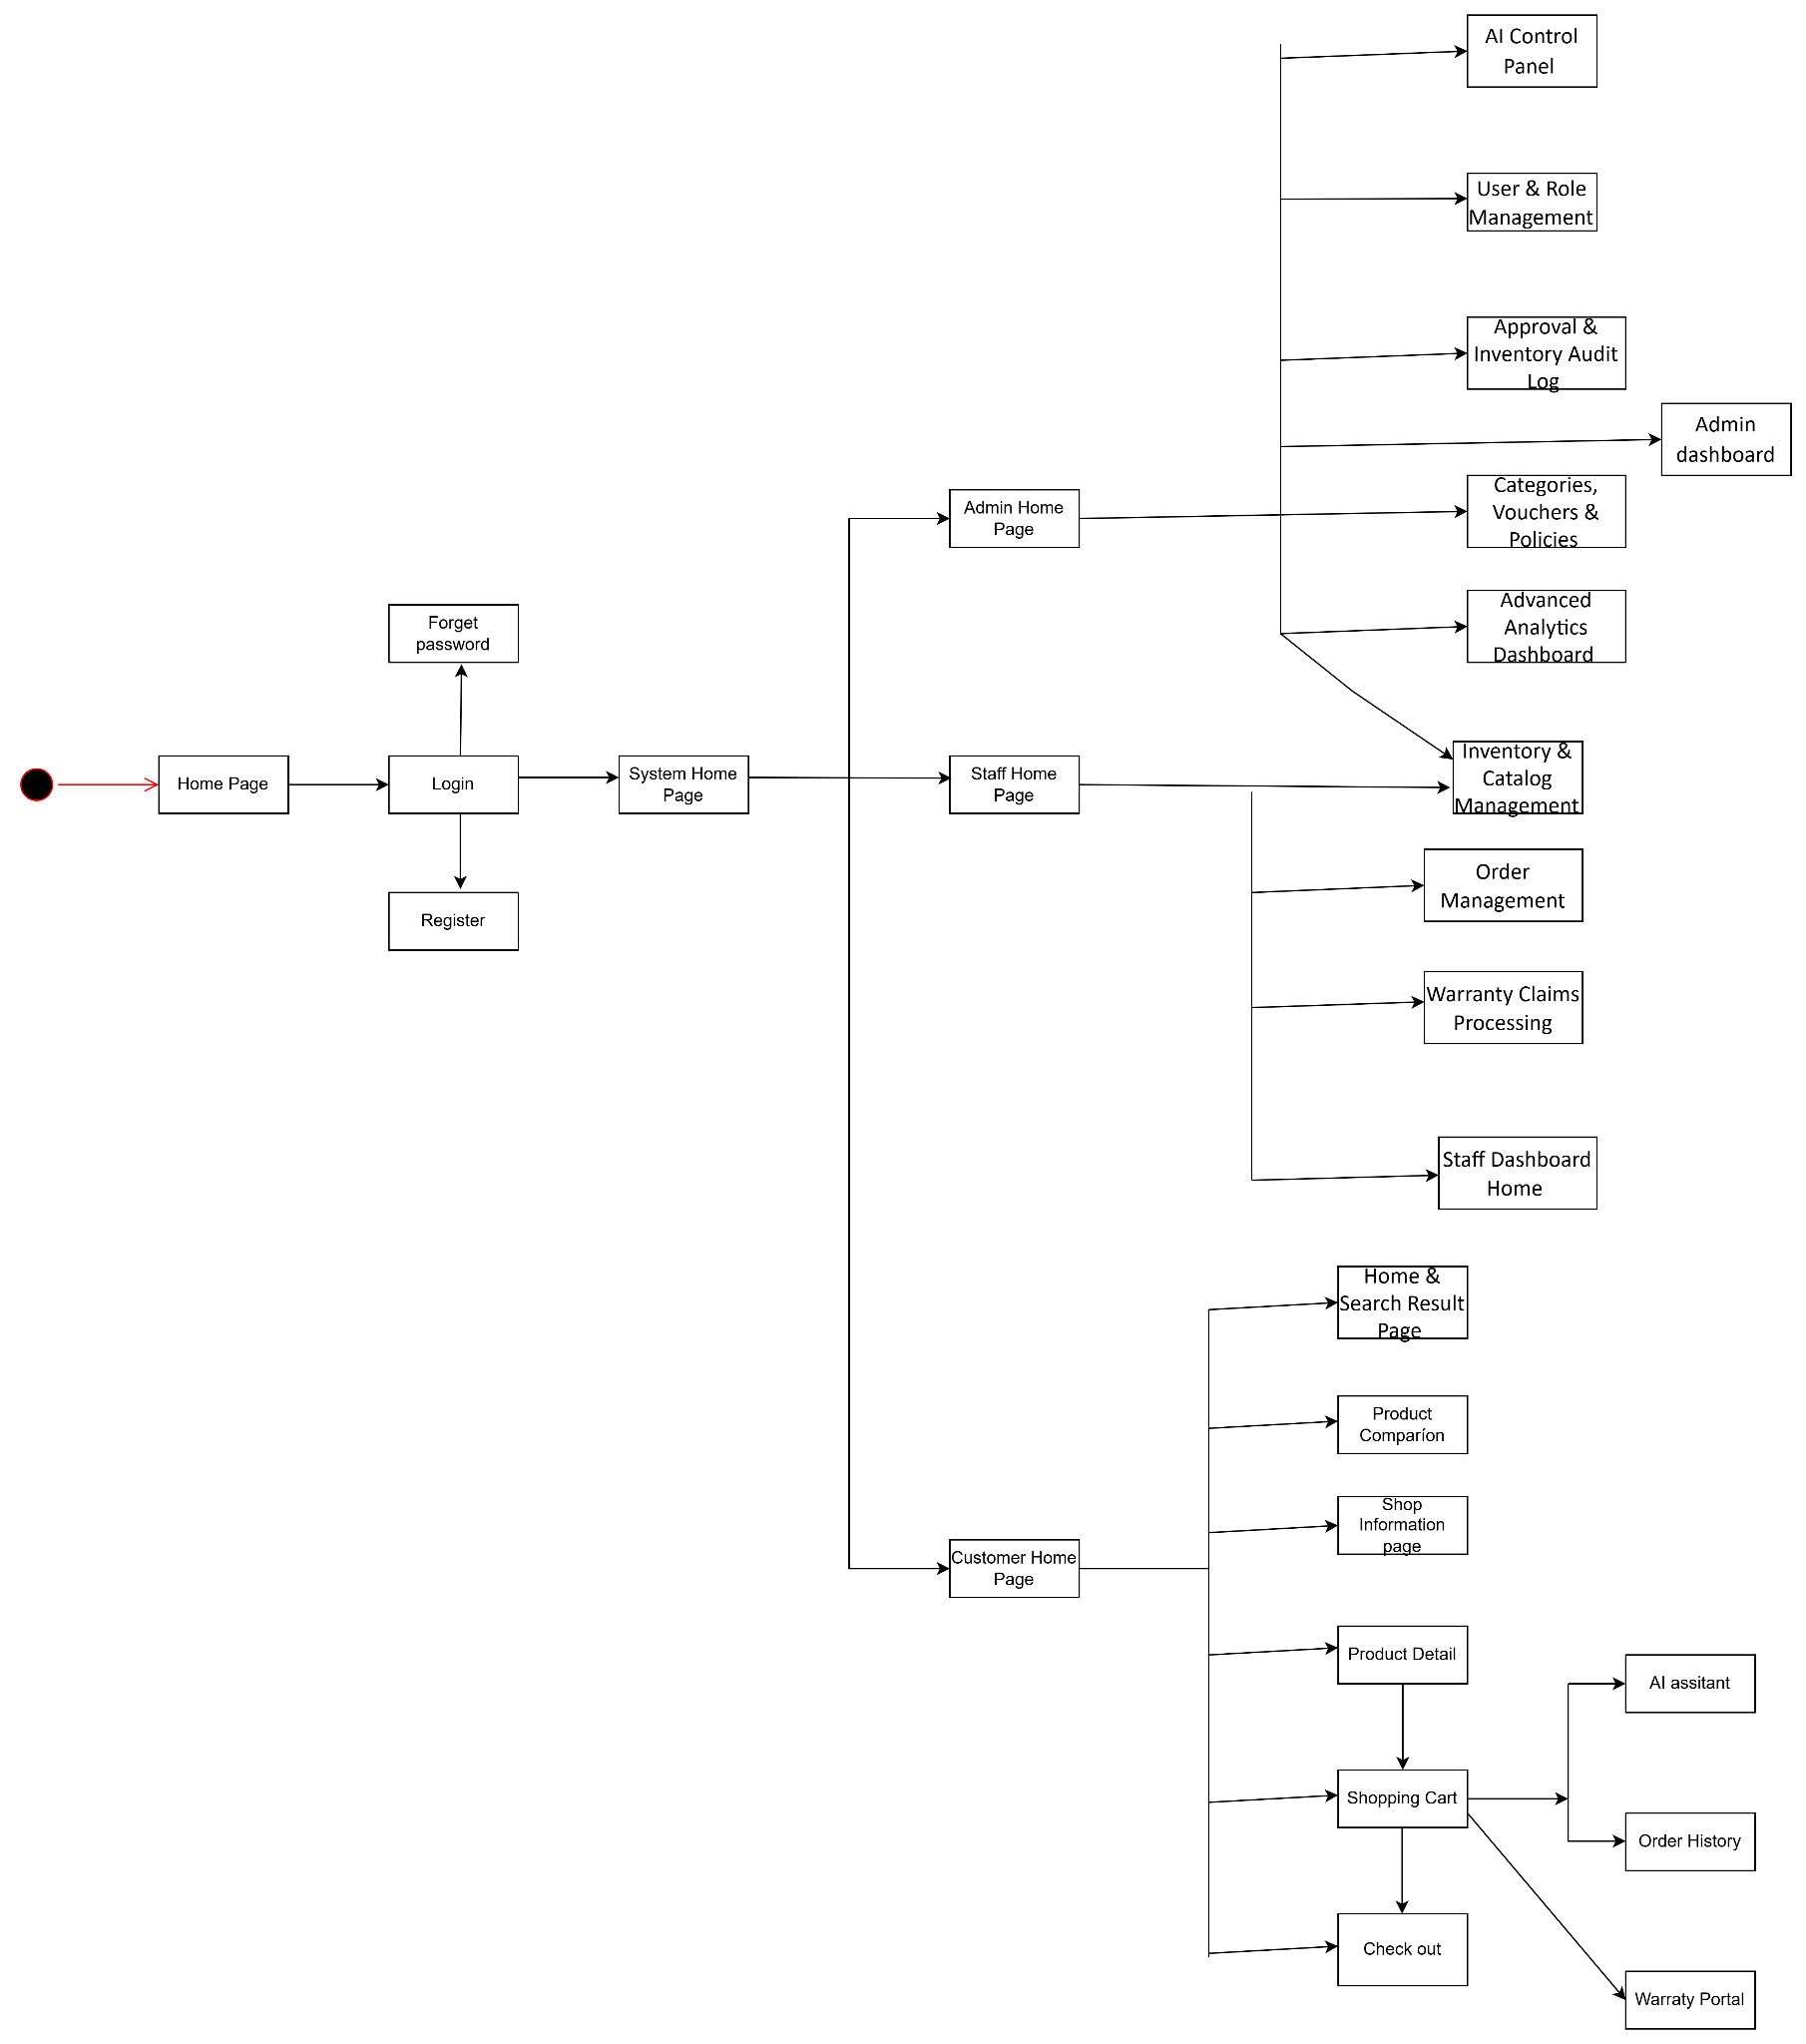 AI Control
Panel
User & Role
Management
Approval &
Inventory Audit
Log
Admin
dashboard
Categories,
Vouchers &
Policies
Admin Home
Page
Advanced
Analytics
Dashboard
Forget
password
Home Page
Login
System Home
Page
Staff Home
Page
Inventory &
Catalog
Management
Register
Order
Management
Warranty Claims
Processing
Staff Dashboard
Home
Home &
Search Result
Page
Product
Comparíon
Shop
Information
page
Customer Home
Page
Product Detail
AI assitant
Shopping Cart
Order History
Check out
Warraty Portal